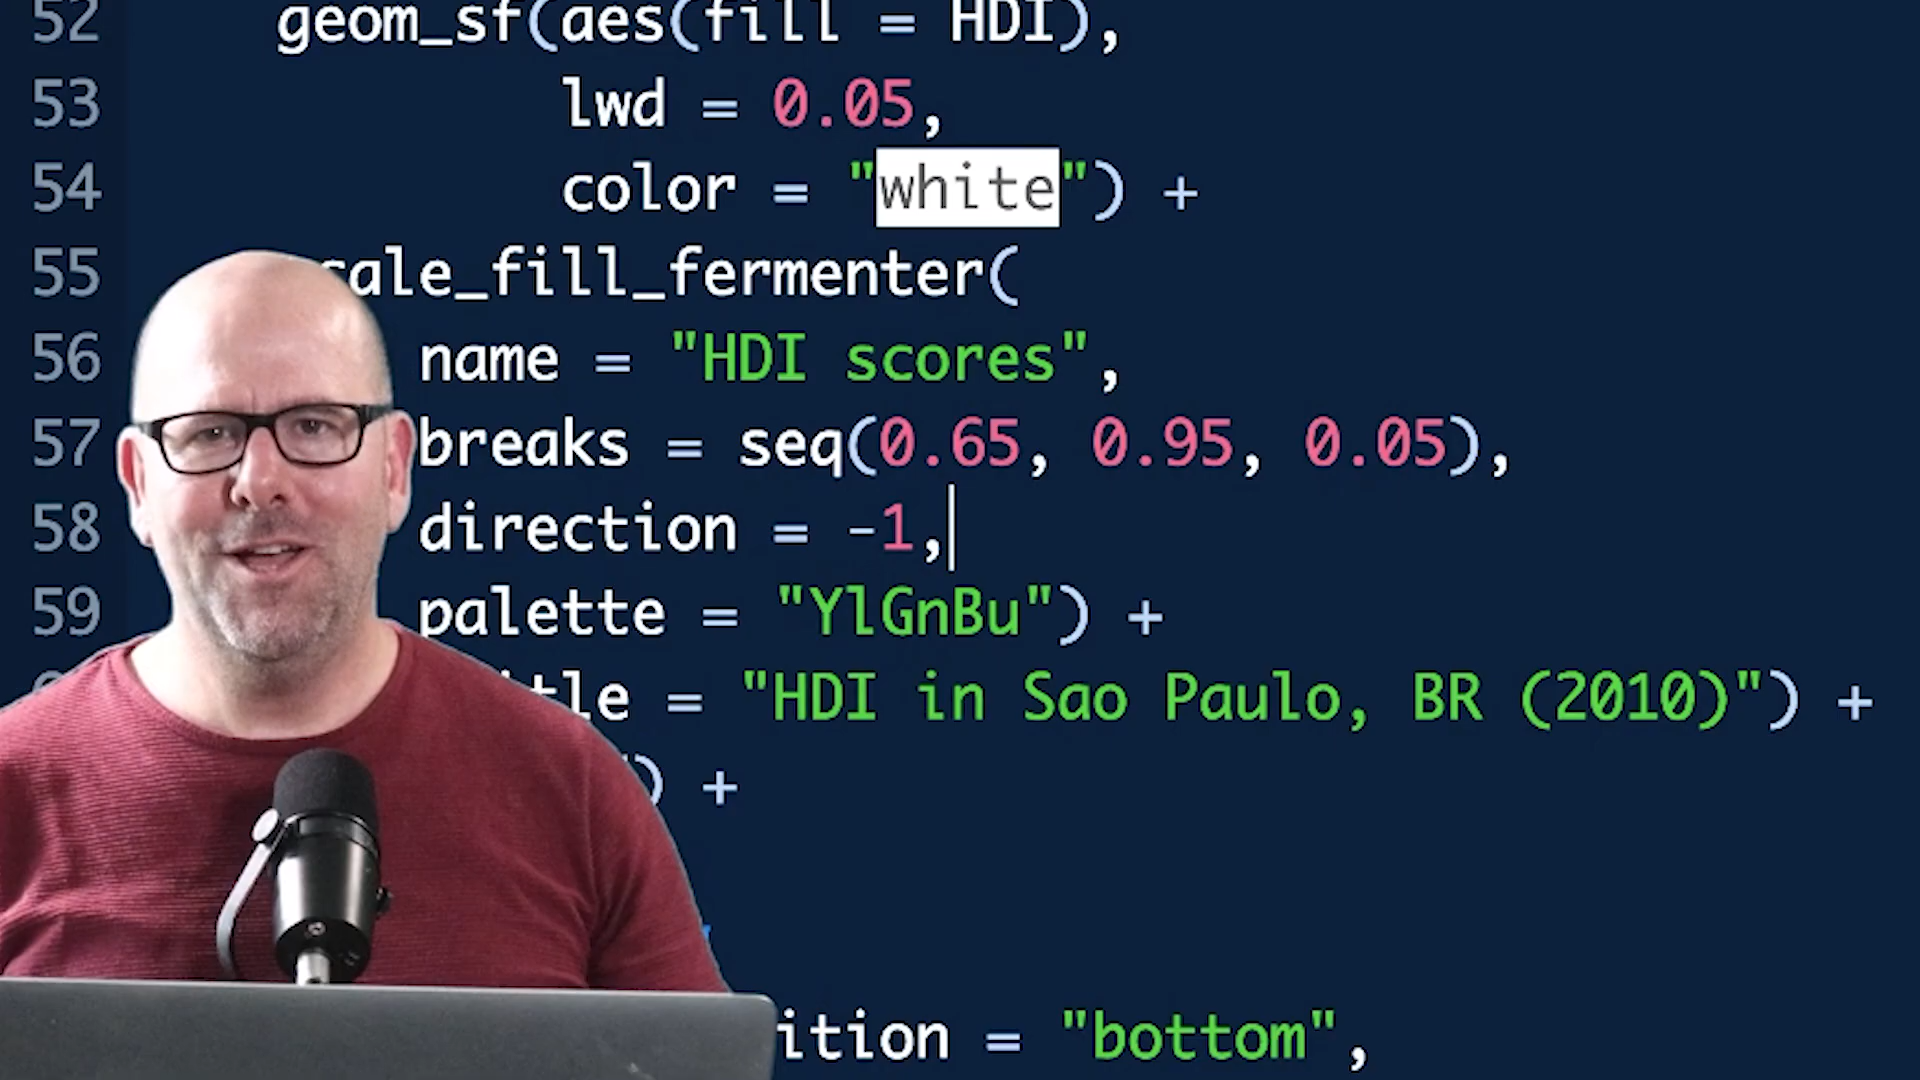 52 geom_sf(aes(fill = HDI),
53 lwd = 0.05,
54 color = "white") +
55 scale_fill_fermenter(
56 name = "HDI scores",
57 breaks = seq(0.65, 0.95, 0.05),
58 direction = -1,
59 palette = "YlGnBu") +
tle = "HDI in Sao Paulo, BR (2010)") +
) +
ition = "bottom",